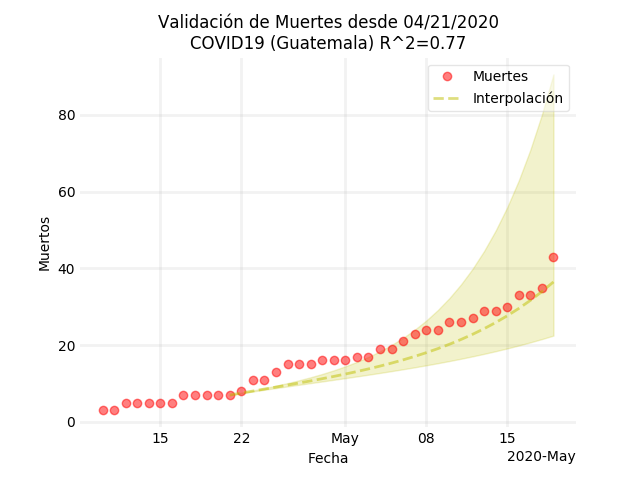 Validación de Muertes desde 04/21/2020
COVID19 (Guatemala) R^2=0.77
Muertes
Interpolación
Muertos
80
60
40
20
0
15
22
May
08
15
Fecha
2020-May